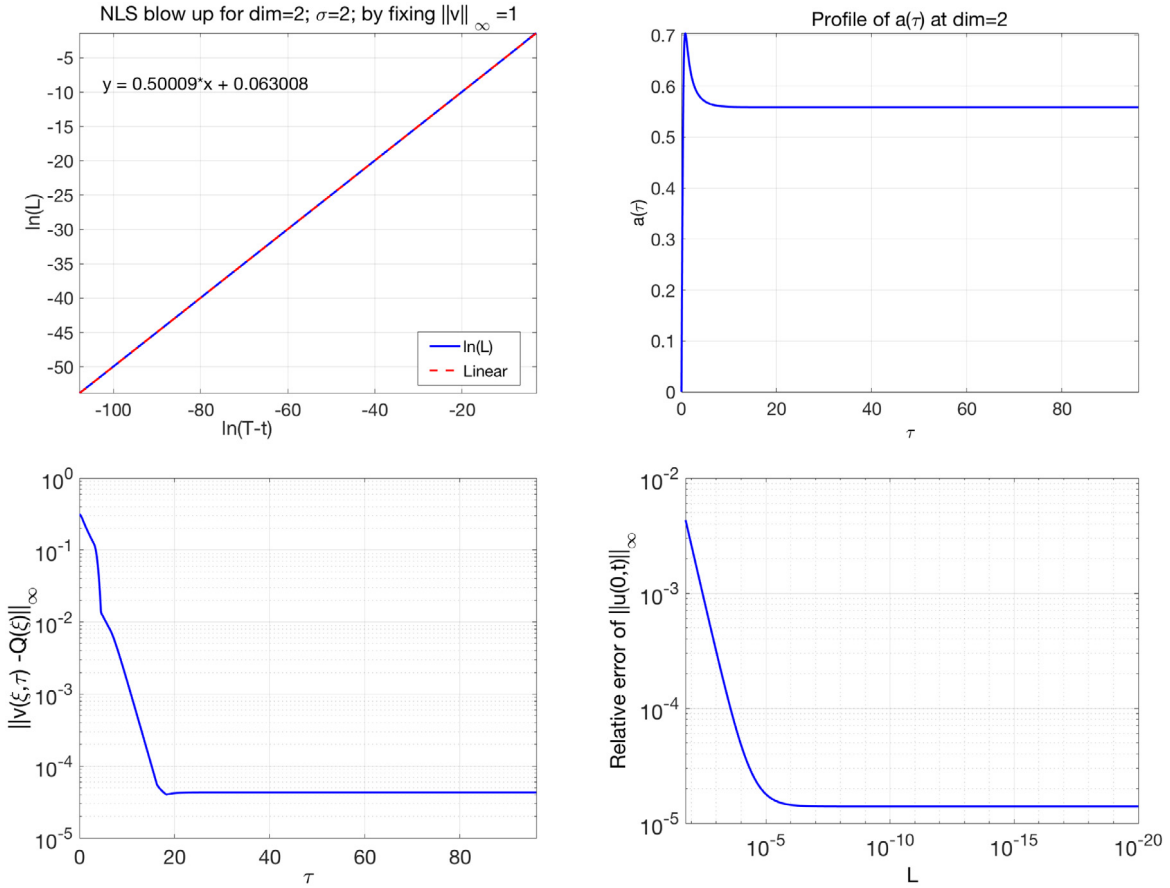 NLS blow up for dim=2; σ=2; by fixing ||v||∞ =1
-5
-10
-15
-20
-25
-30
-35
-40
-45
-50
ln(L)
y = 0.50009*x + 0.063008
ln(L)
Linear
-100 -80 -60 -40 -20
ln(T-t)
Profile of a(τ) at dim=2
0.7
0.6
0.5
0.4
0.3
0.2
0.1
0
a(τ)
0 20 40 60 80
τ
10^0
10^-1
10^-2
10^-3
10^-4
10^-5
||v(ξ,τ) -Q(ξ)||∞
0 20 40 60 80
τ
10^-2
10^-3
10^-4
10^-5
Relative error of ||u(0,t)||∞
10^-5 10^-10 10^-15 10^-20
L